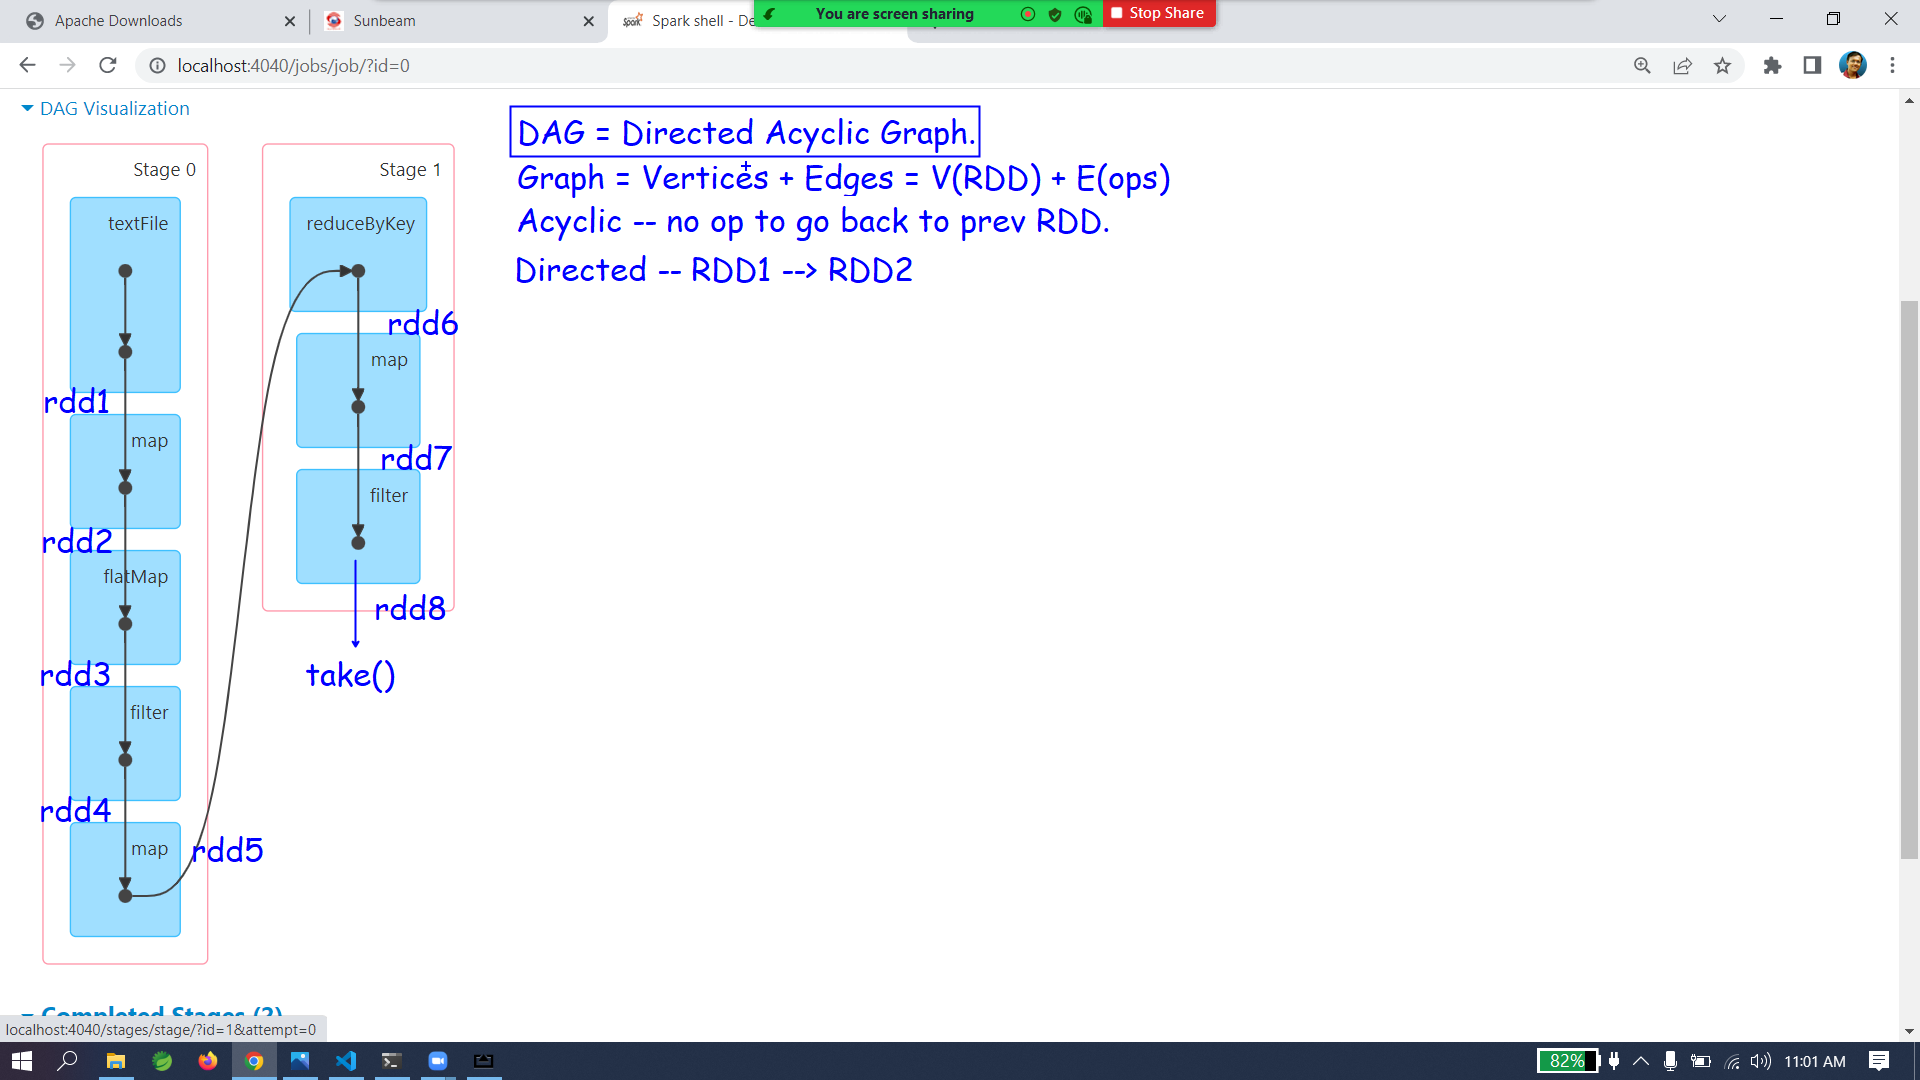 Apache Downloads
Sunbeam
Spark shell - De
You are screen sharing
Stop Share
localhost:4040/jobs/job/?id=0
DAG Visualization
Stage 0
textFile
rdd1
map
rdd2
flatMap
rdd3
filter
rdd4
map
rdd5
Stage 1
reduceByKey
rdd6
map
rdd7
filter
rdd8
take()
DAG = Directed Acyclic Graph.
Graph = Vertices + Edges = V(RDD) + E(ops)
Acyclic -- no op to go back to prev RDD.
Directed -- RDD1 --> RDD2
Completed Stages (2)
localhost:4040/stages/stage/?id=1&attempt=0
82%
11:01 AM